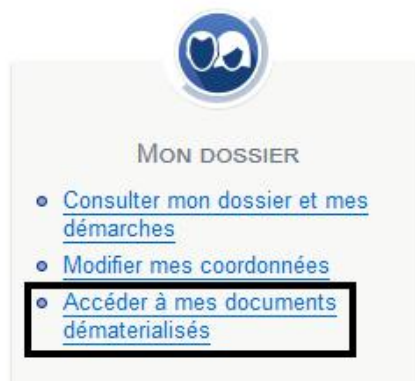 MON DOSSIER
Consulter mon dossier et mes
démarches
Modifier mes coordonnées
Accéder à mes documents
dématerialisés